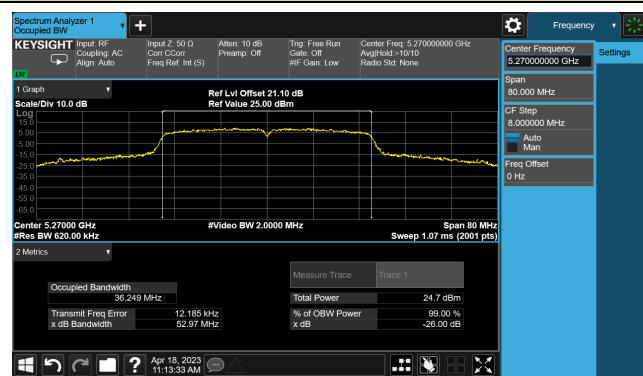 Spectrum Analyzer 1
Occupied BW
Frequency
KEYSIGHT
Input: RF
Coupling: AC
Align: Auto
Input Z: 50 Ω
Corr CCorr
Freq Ref: Int (S)
Atten: 10 dB
Preamp: Off
Trig: Free Run
Gate: Off
#IF Gain: Low
Center Freq: 5.270000000 GHz
Avg|Hold:>10/10
Radio Std: None
LXI
Center Frequency
5.270000000 GHz
Settings
Span
80.000 MHz
CF Step
8.000000 MHz
Auto
Man
Freq Offset
0 Hz
1 Graph
Scale/Div 10.0 dB
Ref Lvl Offset 21.10 dB
Ref Value 25.00 dBm
Log
15.0
5.00
-5.00
-15.0
-25.0
-35.0
-45.0
-55.0
-65.0
Center 5.27000 GHz
#Video BW 2.0000 MHz
Span 80 MHz
#Res BW 620.00 kHz
Sweep 1.07 ms (2001 pts)
2 Metrics
Measure Trace
Trace 1
Occupied Bandwidth
36.249 MHz
Total Power
24.7 dBm
Transmit Freq Error
12.185 kHz
% of OBW Power
99.00 %
x dB Bandwidth
52.97 MHz
x dB
-26.00 dB
?
Apr 18, 2023
11:13:33 AM